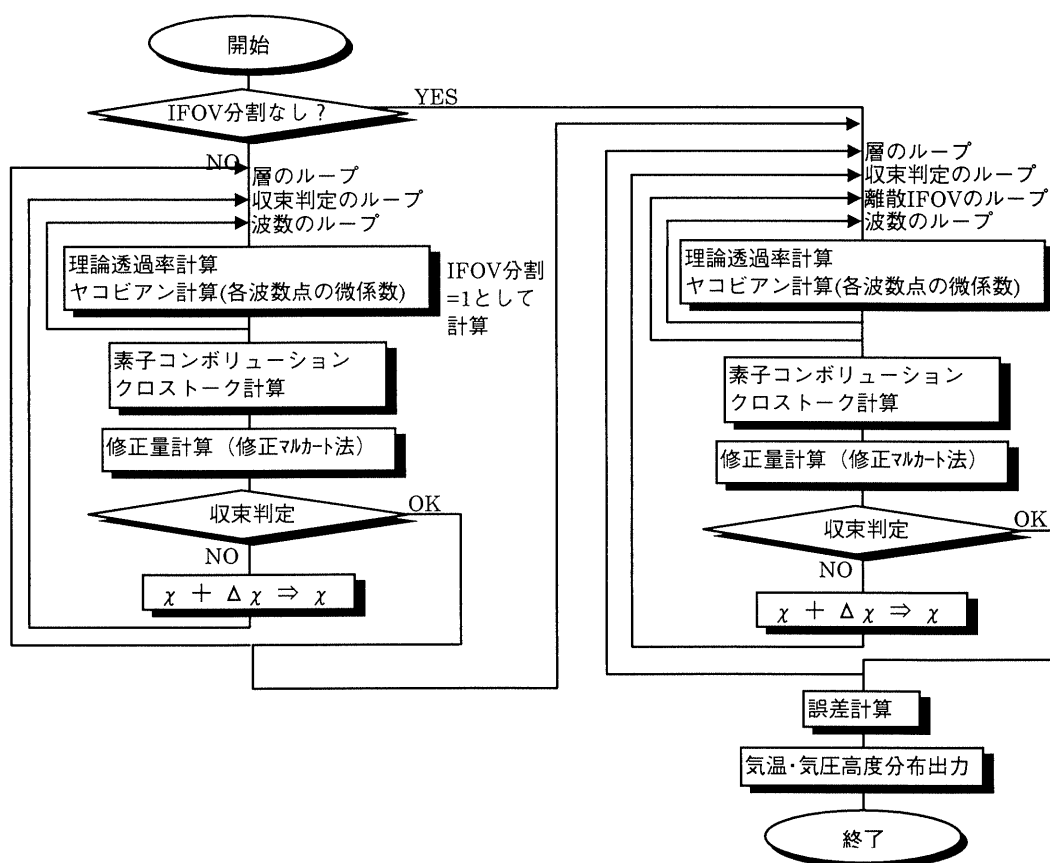 開始
IFOV分割なし?
YES
NO
層のループ
収束判定のループ
波数のループ
理論透過率計算
ヤコビアン計算(各波数点の微係数)
IFOV分割
=1として
計算
素子コンボリューション
クロストーク計算
修正量計算(修正マルカート法)
収束判定
OK
NO
χ + Δχ ⇒ χ
層のループ
収束判定のループ
離散IFOVのループ
波数のループ
理論透過率計算
ヤコビアン計算(各波数点の微係数)
素子コンボリューション
クロストーク計算
修正量計算(修正マルカート法)
収束判定
OK
NO
χ + Δχ ⇒ χ
誤差計算
気温・気圧高度分布出力
終了